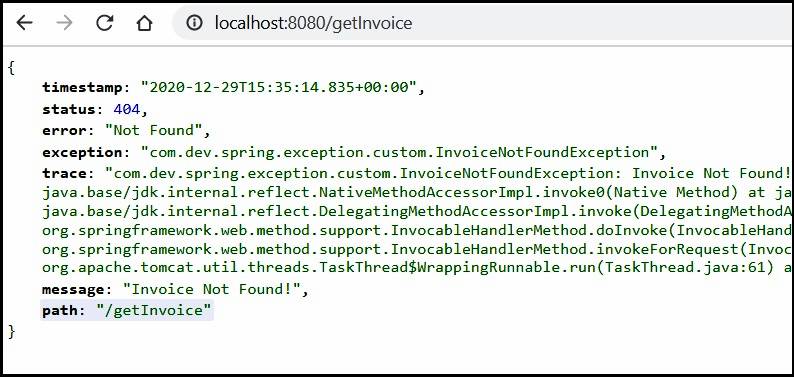 localhost:8080/getInvoice
{
timestamp: "2020-12-29T15:35:14.835+00:00",
status: 404,
error: "Not Found",
exception: "com.dev.spring.exception.custom.InvoiceNotFoundException",
trace: "com.dev.spring.exception.custom.InvoiceNotFoundException: Invoice Not Found!
java.base/jdk.internal.reflect.NativeMethodAccessorImpl.invoke0(Native Method) at ja
java.base/jdk.internal.reflect.DelegatingMethodAccessorImpl.invoke(DelegatingMethodA
org.springframework.web.method.support.InvocableHandlerMethod.doInvoke(InvocableHand
org.springframework.web.method.support.InvocableHandlerMethod.invokeForRequest(Invoc
org.apache.tomcat.util.threads.TaskThread$WrappingRunnable.run(TaskThread.java:61) a
message: "Invoice Not Found!",
path: "/getInvoice"
}